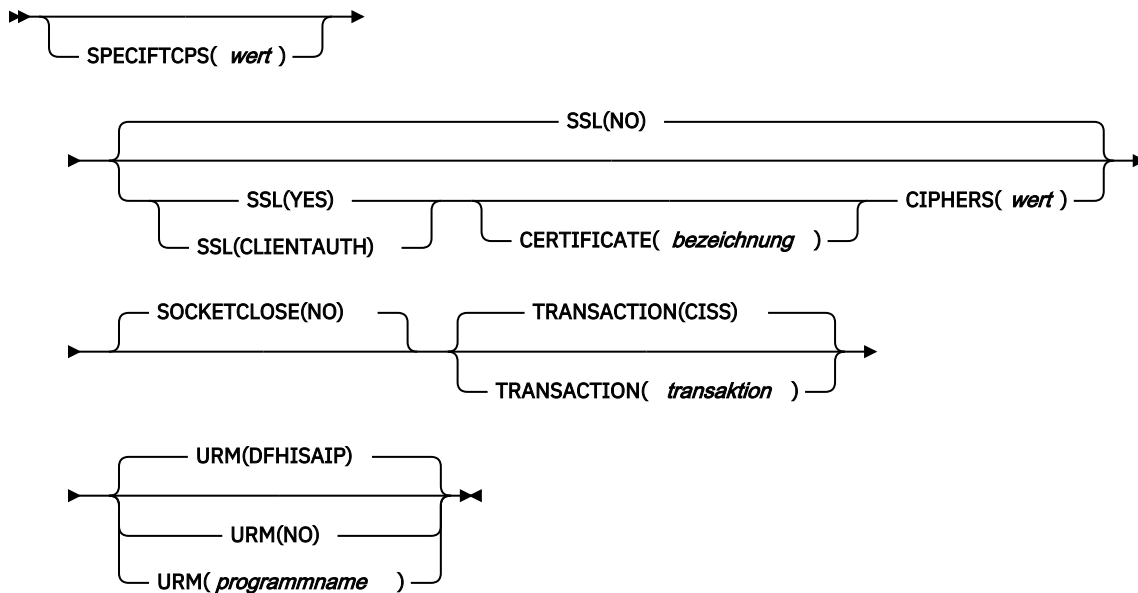 SPECIFTCPS( wert )
SSL(NO)
SSL(YES)
SSL(CLIENTAUTH)
CERTIFICATE( bezeichnung )
CIPHERS( wert )
SOCKETCLOSE(NO)
TRANSACTION(CISS)
TRANSACTION( transaktion )
URM(DFHISAIP)
URM(NO)
URM( programmname )